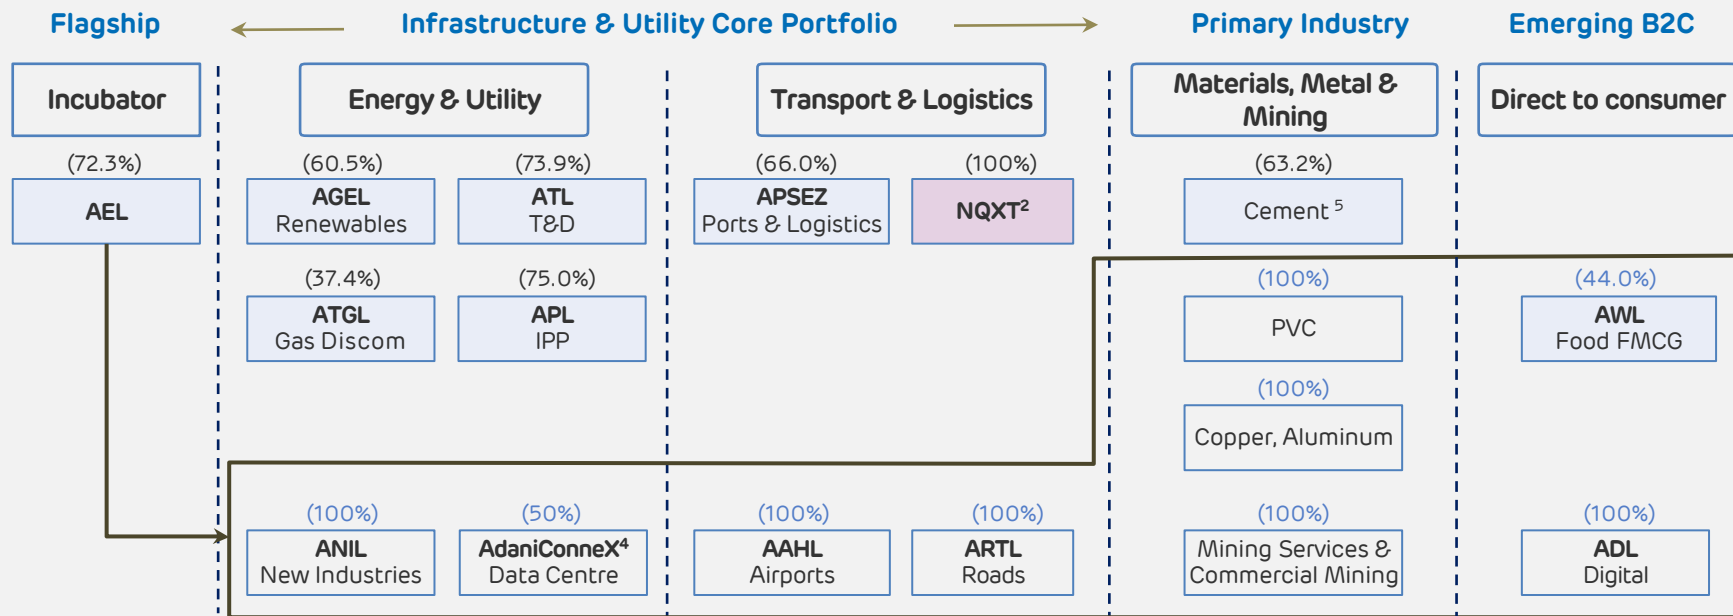 Flagship
Infrastructure & Utility Core Portfolio
Primary Industry
Emerging B2C
Incubator
Energy & Utility
Transport & Logistics
Materials, Metal &
Mining
Direct to consumer
(72.3%)
AEL
(60.5%)
AGEL
Renewables
(73.9%)
ATL
T&D
(66.0%)
APSEZ
Ports & Logistics
(100%)
NQXT²
(63.2%)
Cement ⁵
(37.4%)
ATGL
Gas Discom
(75.0%)
APL
IPP
(100%)
PVC
(44.0%)
AWL
Food FMCG
(100%)
Copper, Aluminum
(100%)
ANIL
New Industries
(50%)
AdaniConneX⁴
Data Centre
(100%)
AAHL
Airports
(100%)
ARTL
Roads
(100%)
Mining Services &
Commercial Mining
(100%)
ADL
Digital